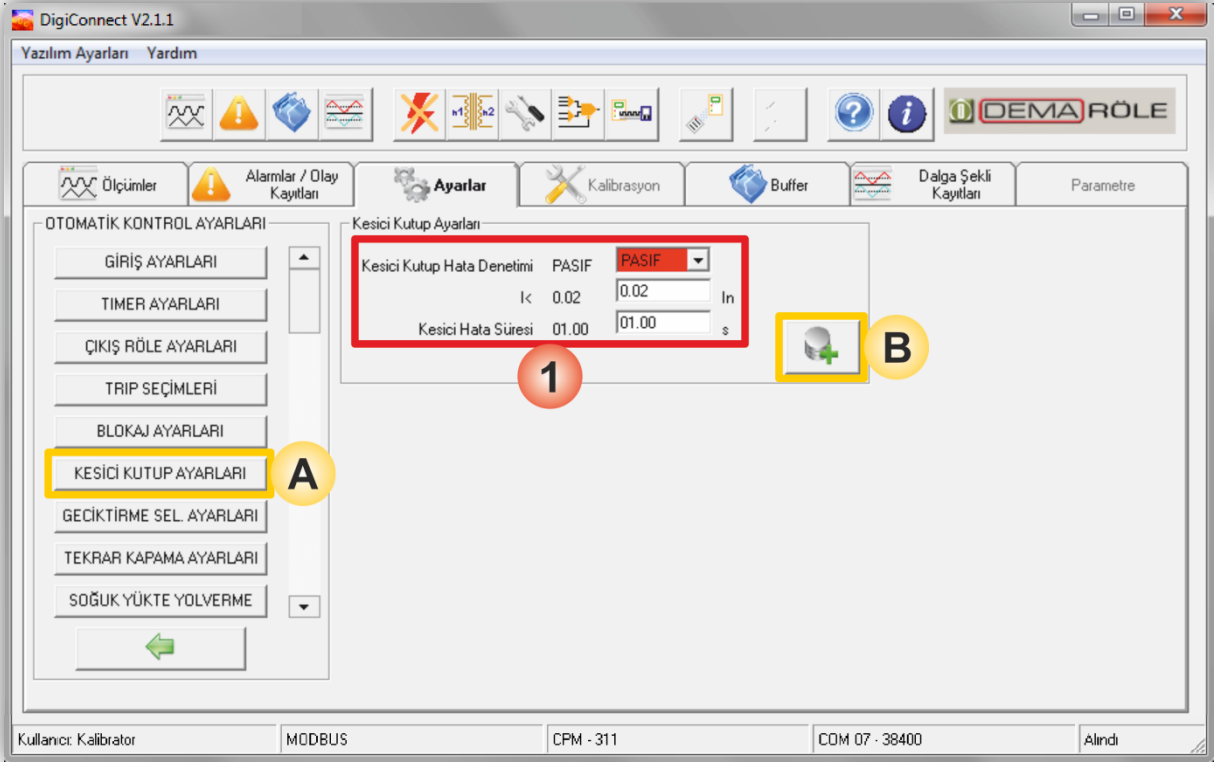 DigiConnect V2.1.1
Yazılım Ayarları Yardım
n1 n2
DEMA RÖLE
Ölçümler
Alarmlar / Olay
Kayıtları
Ayarlar
Kalibrasyon
Buffer
Dalga Şekli
Kayıtları
Parametre
OTOMATİK KONTROL AYARLARI
GİRİŞ AYARLARI
TIMER AYARLARI
ÇIKIŞ RÖLE AYARLARI
TRIP SEÇİMLERİ
BLOKAJ AYARLARI
KESİCİ KUTUP AYARLARI
A
GECİKTİRME SEL. AYARLARI
TEKRAR KAPAMA AYARLARI
SOĞUK YÜKTE YOLVERME
Kesici Kutup Ayarları
Kesici Kutup Hata Denetimi PASIF PASIF
I< 0.02 0.02 In
Kesici Hata Süresi 01.00 01.00 s
1
B
Kullanıcı: Kalibrator MODBUS CPM - 311 COM 07 - 38400 Alındı